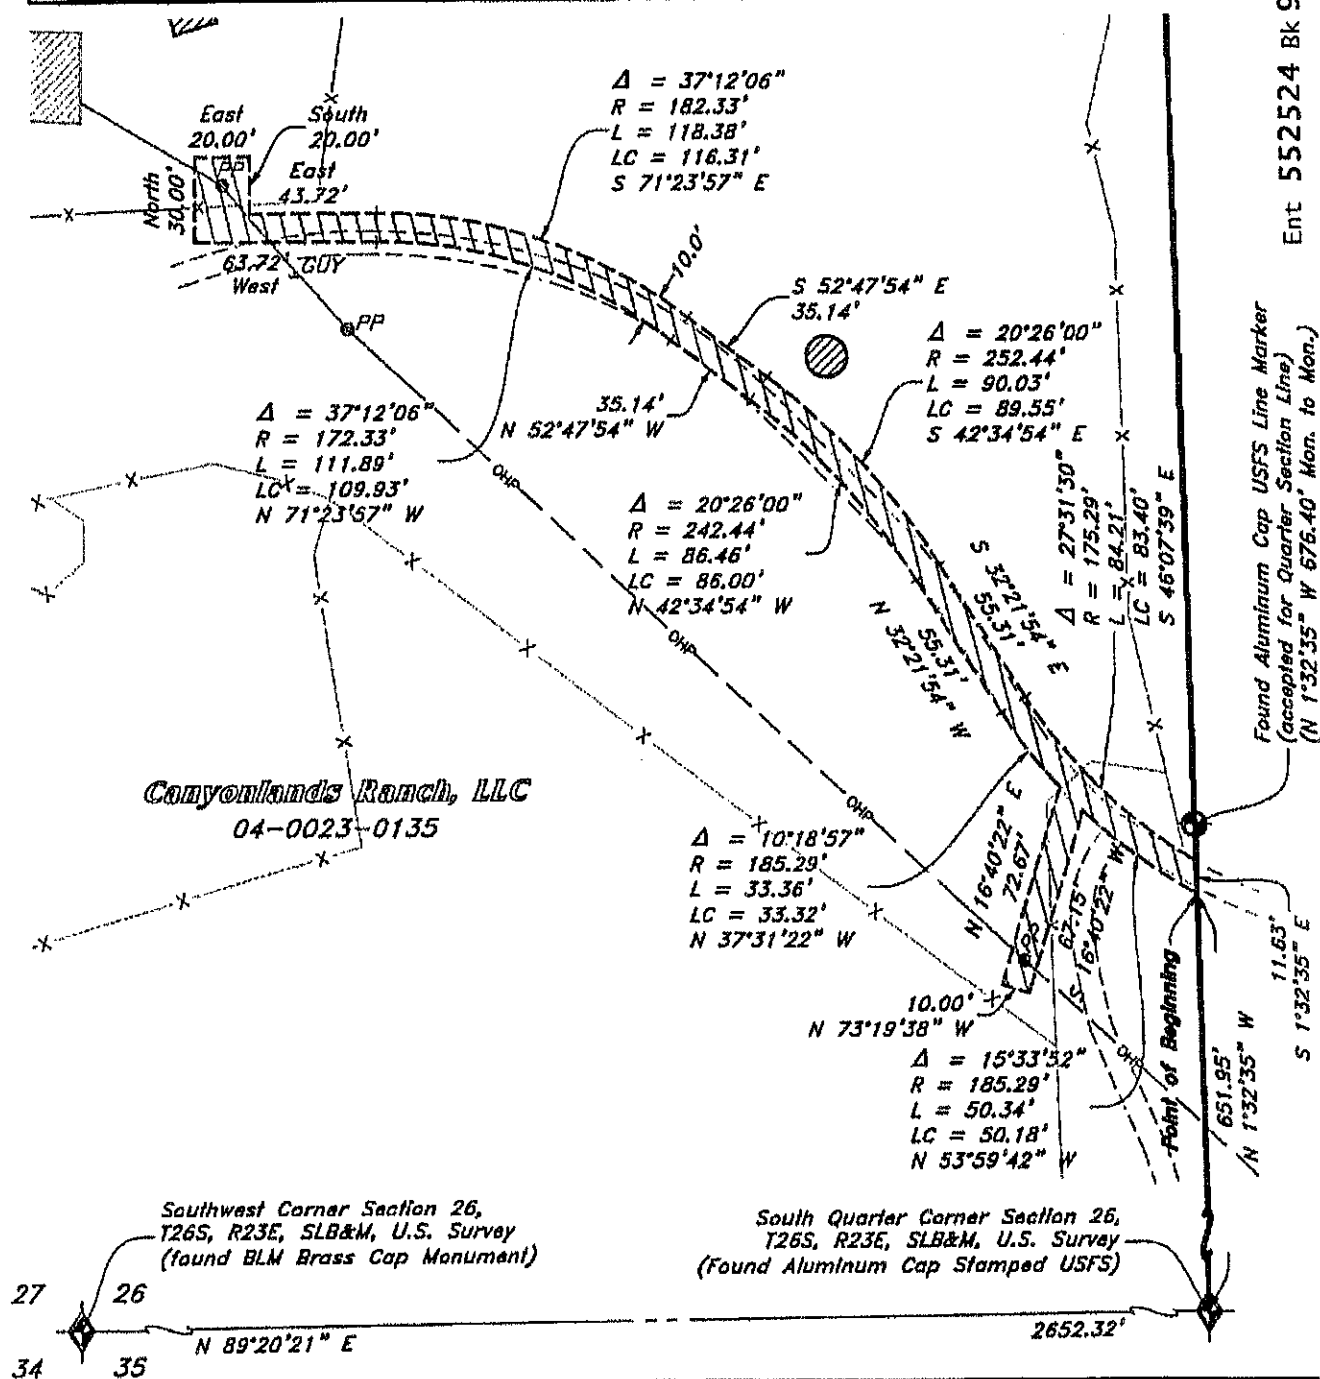 Ent 552524 Bk 9
Δ = 37°12'06"
R = 182.33'
L = 118.38'
LC = 116.31'
S 71°23'57" E
East
20.00'
South
20.00'
PP
East
43.72'
North
30.00'
63.72'
West
GUY
PP
10.0'
S 52°47'54" E
35.14'
Δ = 20°26'00"
R = 252.44'
L = 90.03'
LC = 89.55'
S 42°34'54" E
35.14'
N 52°47'54" W
Δ = 37°12'06"
R = 172.33'
L = 111.89'
LC = 109.93'
N 71°23'57" W
OHP
Δ = 20°26'00"
R = 242.44'
L = 86.46'
LC = 86.00'
N 42°34'54" W
OHP
S 32°21'54" E
55.31'
55.31'
N 32°21'54" W
Δ = 27°31'30"
R = 175.29'
L = 84.21'
LC = 83.40'
S 46°07'39" E
Found Aluminum Cap USFS Line Marker
(accepted for Quarter Section Line)
(N 1°32'35" W 676.40' Mon. to Mon.)
Canyonlands Ranch, LLC
04-0023-0135
OHP
Δ = 10°18'57"
R = 185.29'
L = 33.36'
LC = 33.32'
N 37°31'22" W
N 16°40'22" E
72.67'
67.15'
S 16°40'22" W
PP
10.00'
N 73°19'38" W
Δ = 15°33'52"
R = 185.29'
L = 50.34'
LC = 50.18'
N 53°59'42" W
OHP
Point of Beginning
651.95'
N 1°32'35" W
11.63'
S 1°32'35" E
Southwest Corner Section 26,
T26S, R23E, SLB&M, U.S. Survey
(found BLM Brass Cap Monument)
South Quarter Corner Section 26,
T26S, R23E, SLB&M, U.S. Survey
(Found Aluminum Cap Stamped USFS)
27 26
34 35
N 89°20'21" E
2652.32'